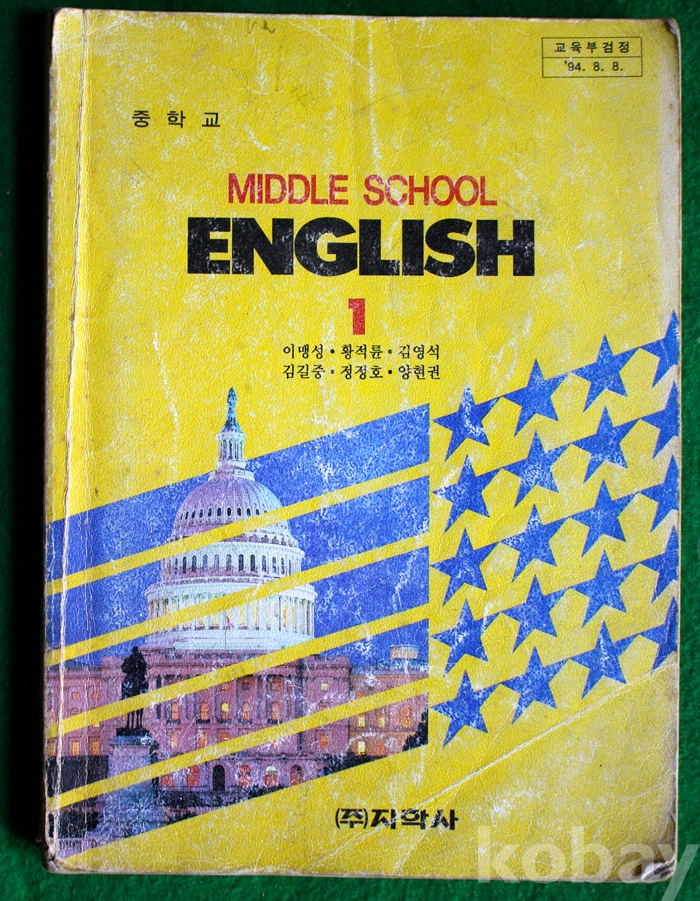 교육부검정
'94. 8. 8.
중학교
MIDDLE SCHOOL
ENGLISH
1
이맹성·황적륜·김영석
김길중·정정호·양현권
(주)지학사
kobay